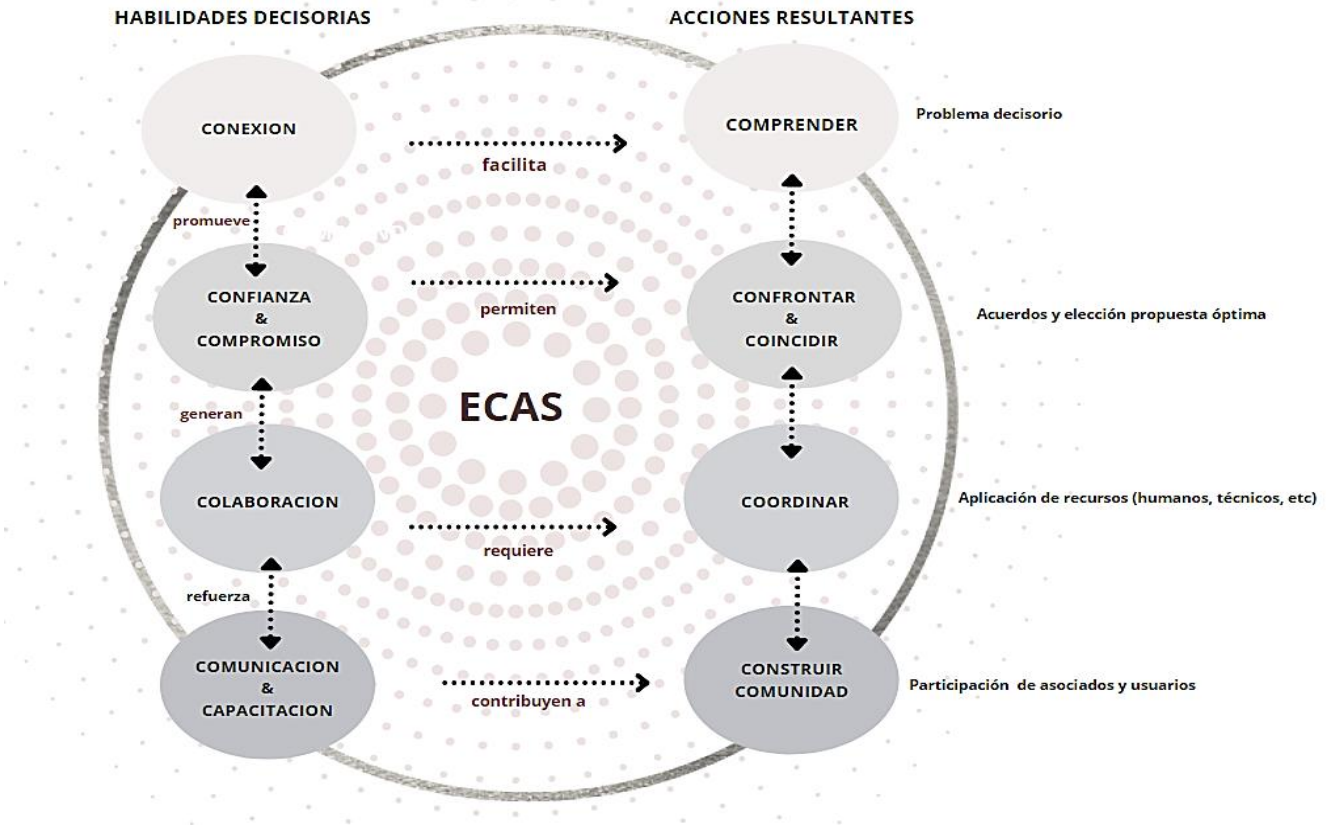 HABILIDADES DECISORIAS
ACCIONES RESULTANTES
CONEXION
facilita
COMPRENDER
Problema decisorio
promueve
CONFIANZA
&
COMPROMISO
permiten
CONFRONTAR
&
COINCIDIR
Acuerdos y elección propuesta óptima
generan
ECAS
COLABORACION
requiere
COORDINAR
Aplicación de recursos (humanos, técnicos, etc)
refuerza
COMUNICACION
&
CAPACITACION
contribuyen a
CONSTRUIR
COMUNIDAD
Participación de asociados y usuarios